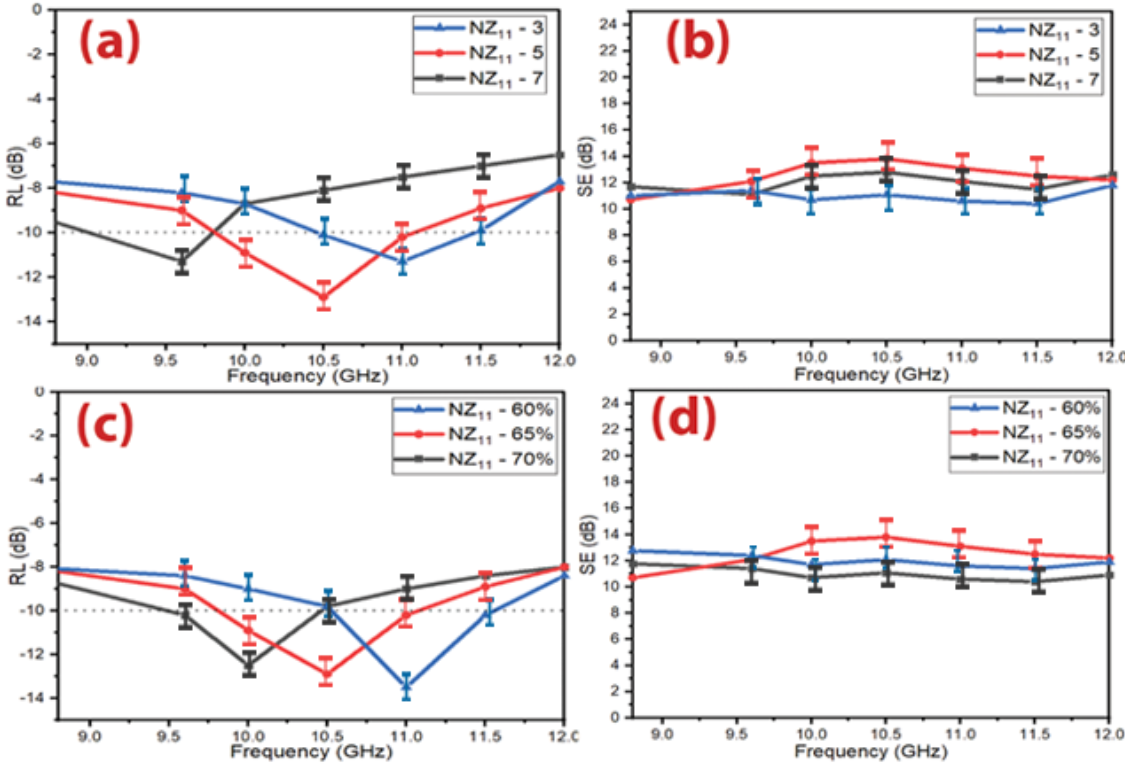 (a)
NZ₁₁ - 3
NZ₁₁ - 5
NZ₁₁ - 7
RL (dB)
0
-2
-4
-6
-8
-10
-12
-14
9.0 9.5 10.0 10.5 11.0 11.5 12.0
Frequency (GHz)
(b)
NZ₁₁ - 3
NZ₁₁ - 5
NZ₁₁ - 7
SE (dB)
24
22
20
18
16
14
12
10
8
6
4
2
0
9.0 9.5 10.0 10.5 11.0 11.5 12.0
Frequency (GHz)
(c)
NZ₁₁ - 60%
NZ₁₁ - 65%
NZ₁₁ - 70%
RL (dB)
0
-2
-4
-6
-8
-10
-12
-14
9.0 9.5 10.0 10.5 11.0 11.5 12.0
Frequency (GHz)
(d)
NZ₁₁ - 60%
NZ₁₁ - 65%
NZ₁₁ - 70%
SE (dB)
24
22
20
18
16
14
12
10
8
6
4
2
0
9.0 9.5 10.0 10.5 11.0 11.5 12.0
Frequency (GHz)